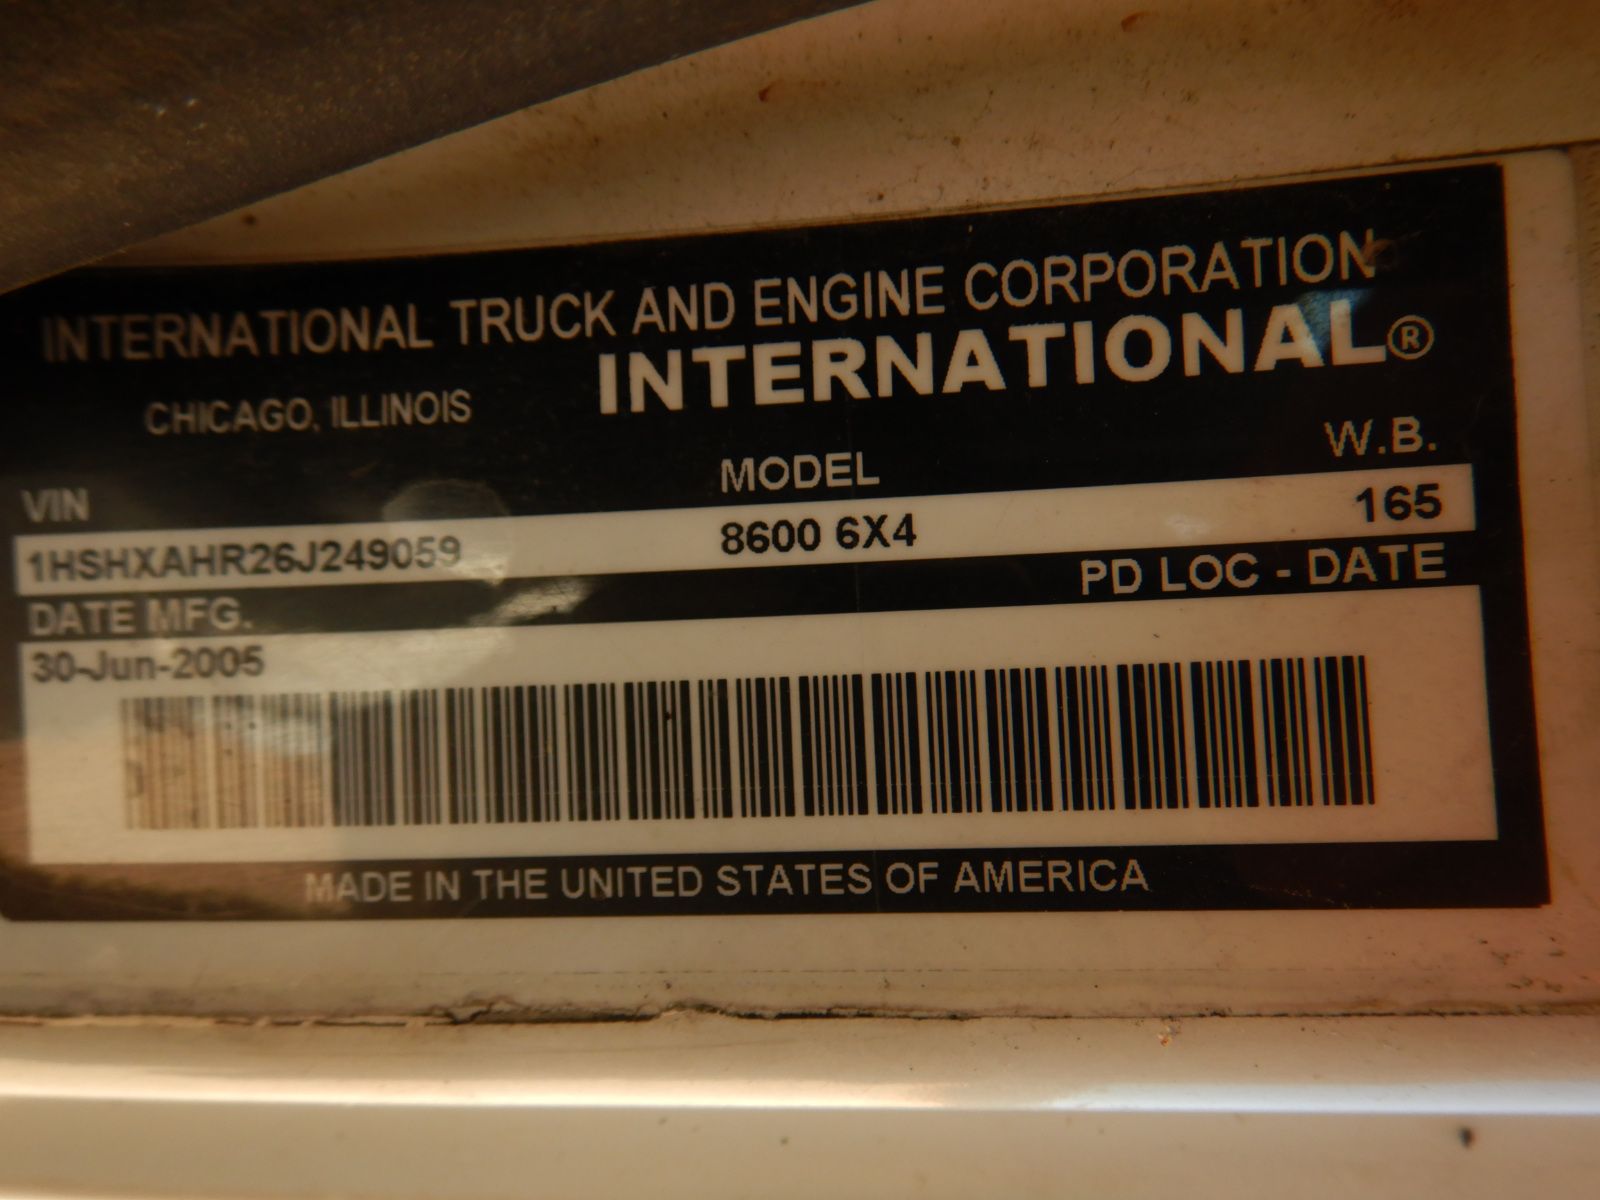 INTERNATIONAL TRUCK AND ENGINE CORPORATION
CHICAGO, ILLINOIS INTERNATIONAL®
VIN MODEL W.B.
1HSHXAHR26J249059 8600 6X4 165
DATE MFG. PD LOC - DATE
30-Jun-2005
MADE IN THE UNITED STATES OF AMERICA